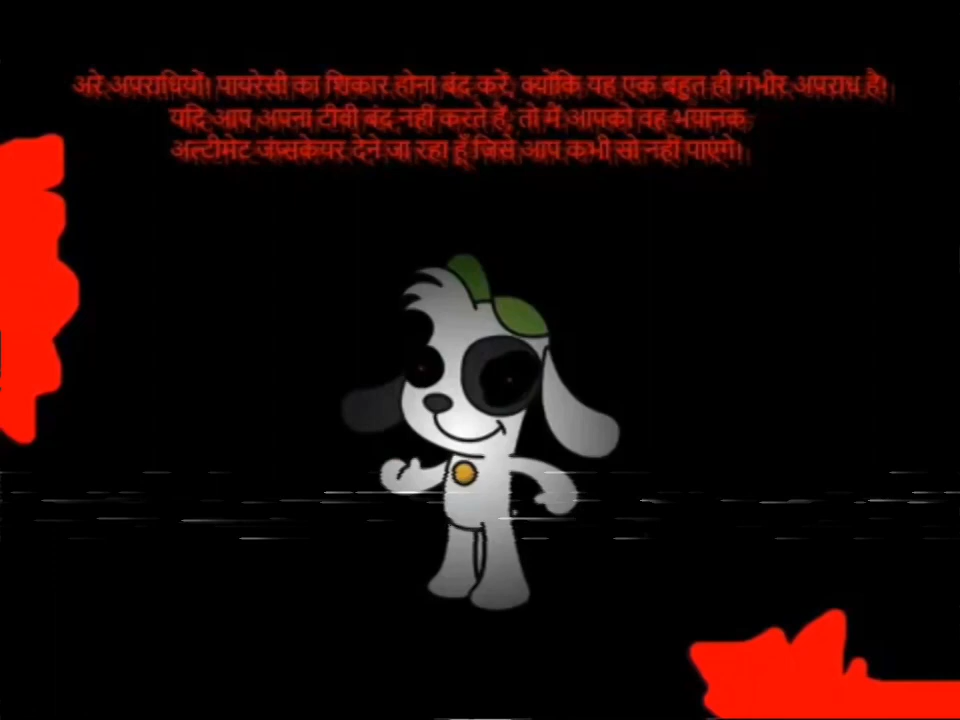 अरे अपराधियों! पायरेसी का शिकार होना बंद करें, क्योंकि यह एक बहुत ही गंभीर अपराध है!
यदि आप अपना टीवी बंद नहीं करते हैं, तो मैं आपको वह भयानक
अल्टीमेट जंपस्केयर देने जा रहा हूँ जिसे आप कभी सो नहीं पाएंगे!